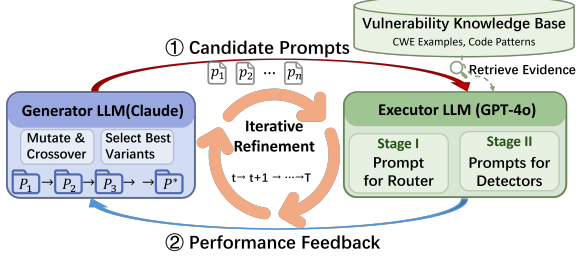 Vulnerability Knowledge Base
CWE Examples, Code Patterns
① Candidate Prompts
p1 p2 ... pn
Retrieve Evidence
Generator LLM(Claude)
Mutate & Crossover
Select Best Variants
P1 → P2 → P3 → → P*
Iterative
Refinement
t→ t+1 → ⋯→T
Executor LLM (GPT-4o)
Stage I
Prompt
for Router
Stage II
Prompts for
Detectors
② Performance Feedback